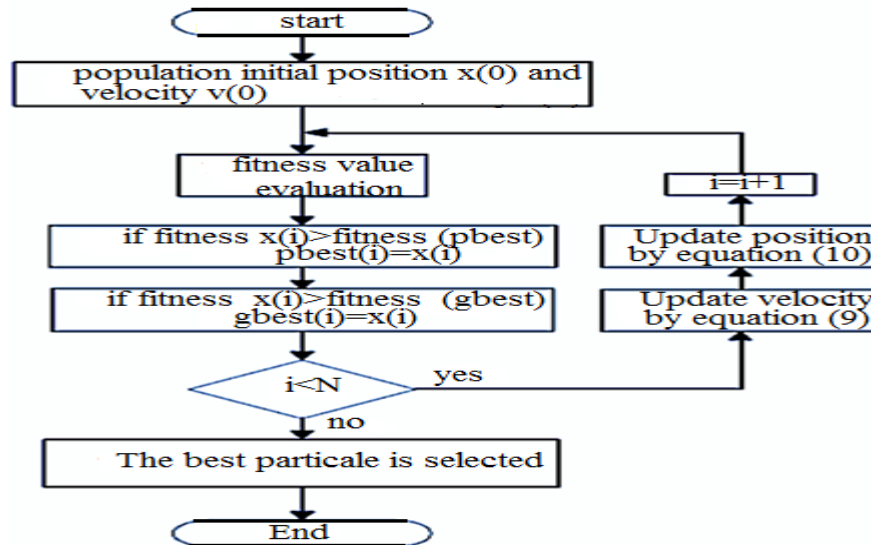 start
population initial position x(0) and
velocity v(0)
fitness value
evaluation
if fitness x(i)>fitness (pbest)
pbest(i)=x(i)
if fitness x(i)>fitness (gbest)
gbest(i)=x(i)
i<N
yes
no
The best particale is selected
End
i=i+1
Update position
by equation (10)
Update velocity
by equation (9)